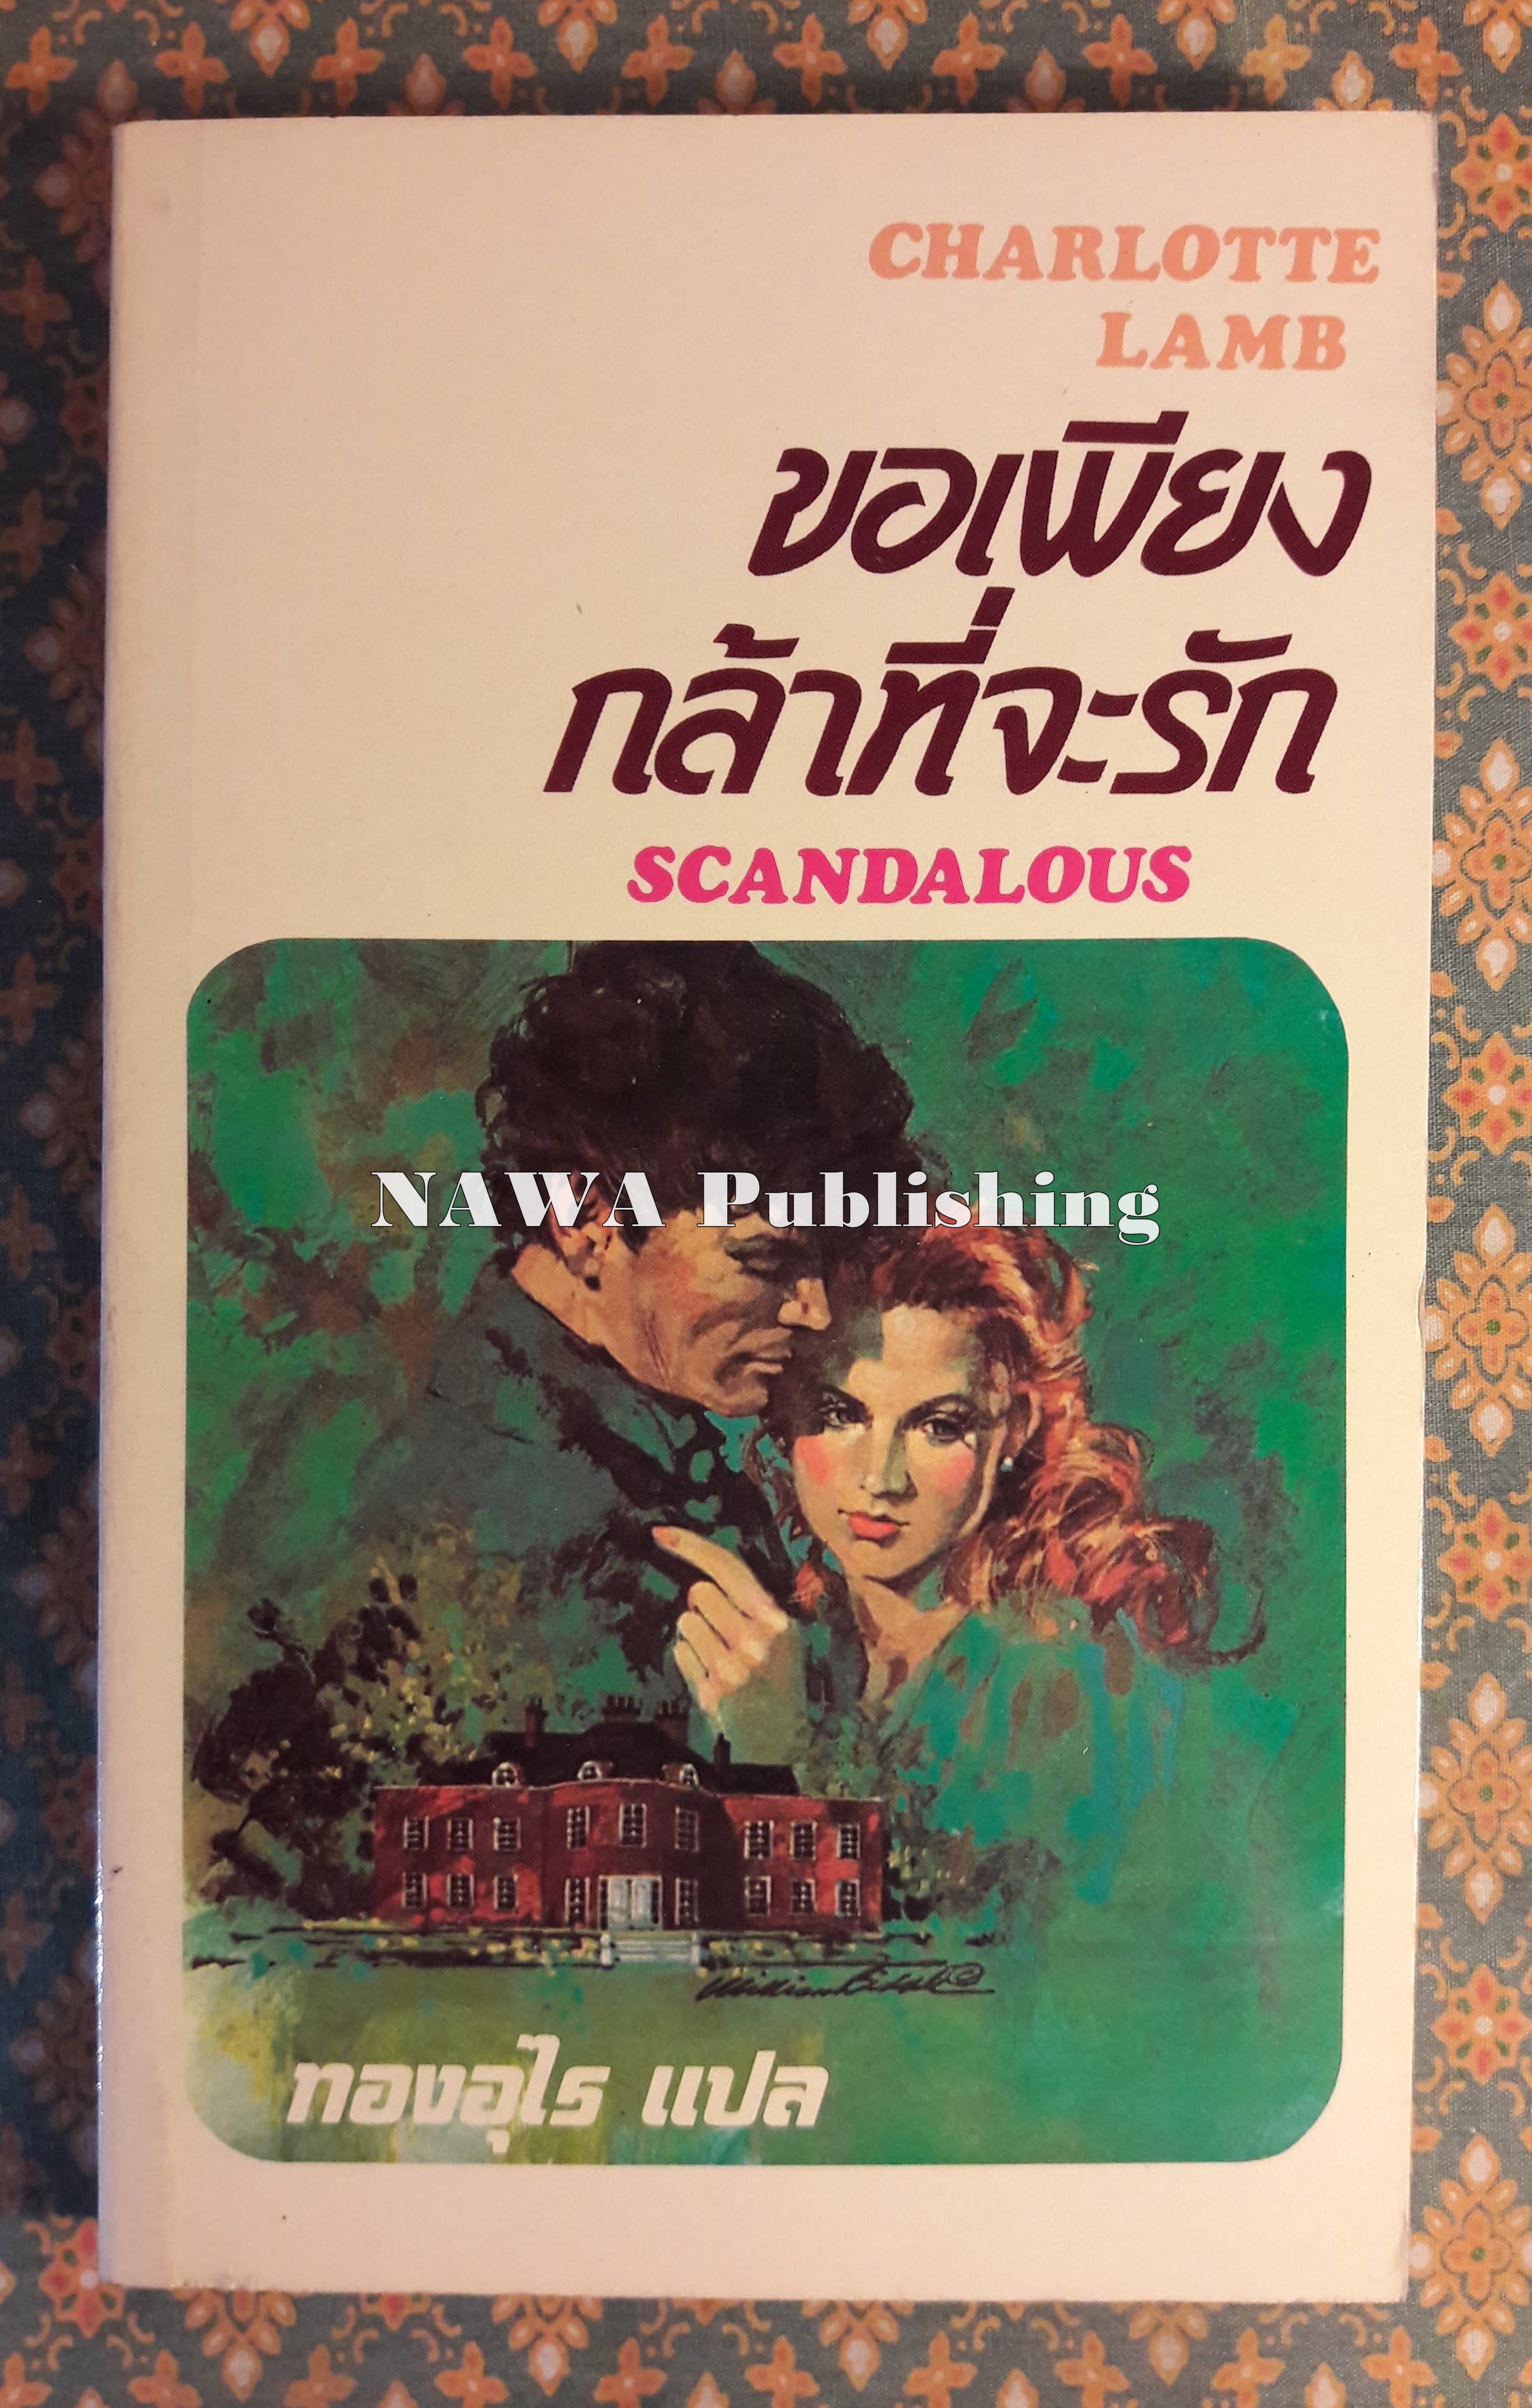 CHARLOTTE
LAMB
ขอเพียง
กล้าที่จะรัก
SCANDALOUS
NAWA Publishing
ทองอุไร แปล